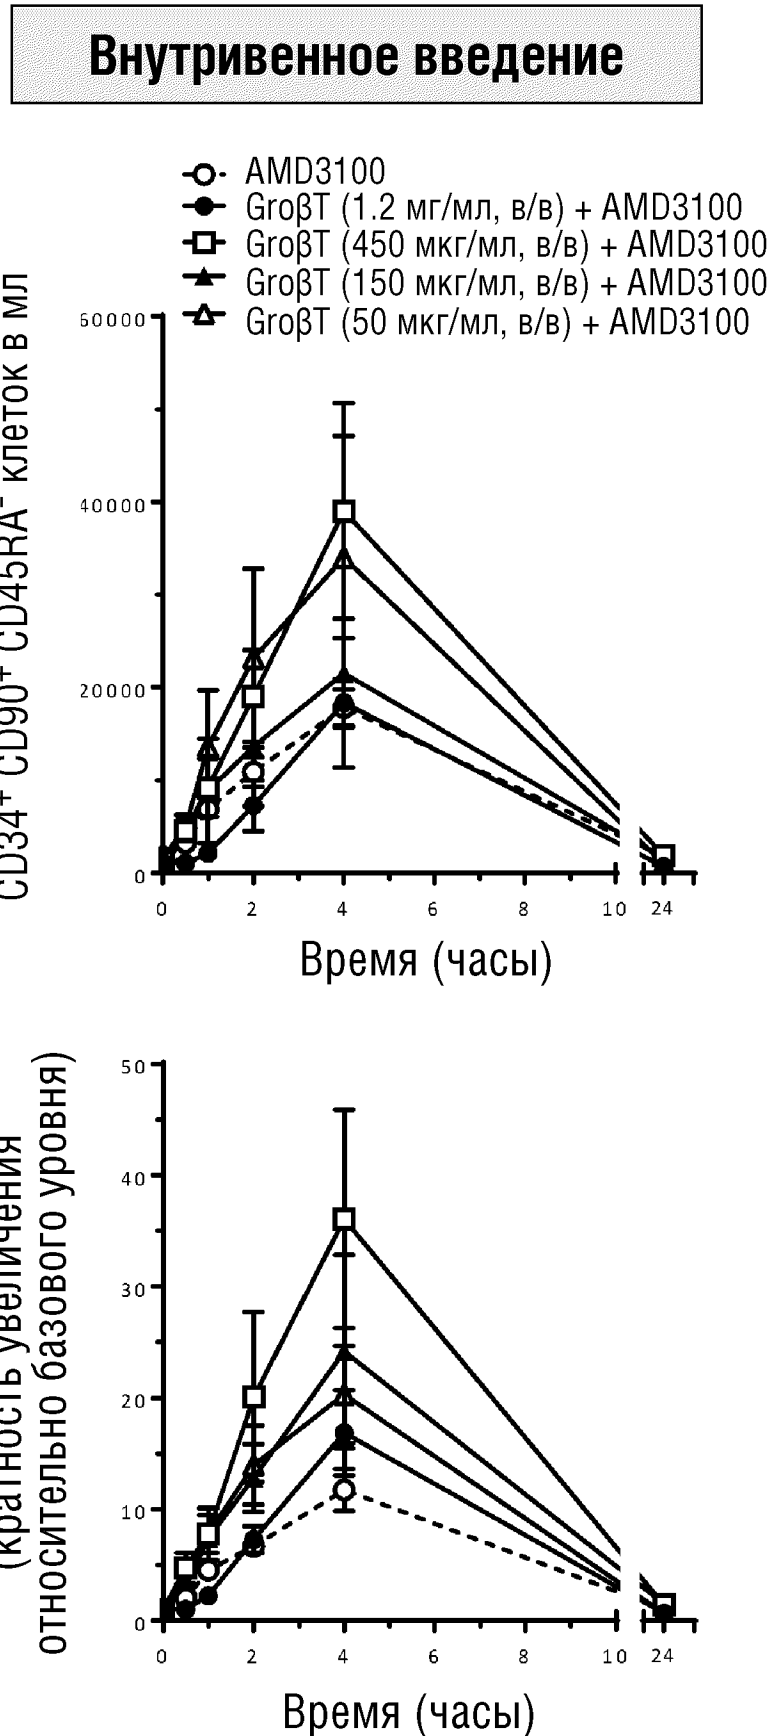 Внутривенное введение
AMD3100
GroβT (1.2 мг/мл, в/в) + AMD3100
GroβT (450 мкг/мл, в/в) + AMD3100
GroβT (150 мкг/мл, в/в) + AMD3100
GroβT (50 мкг/мл, в/в) + AMD3100
CD34⁺ CD90⁺ CD45RA⁻ клеток в мл
60000
40000
20000
0
0 2 4 6 8 10 24
Время (часы)
(кратность увеличения
относительно базового уровня)
50
40
30
20
10
0
0 2 4 6 8 10 24
Время (часы)